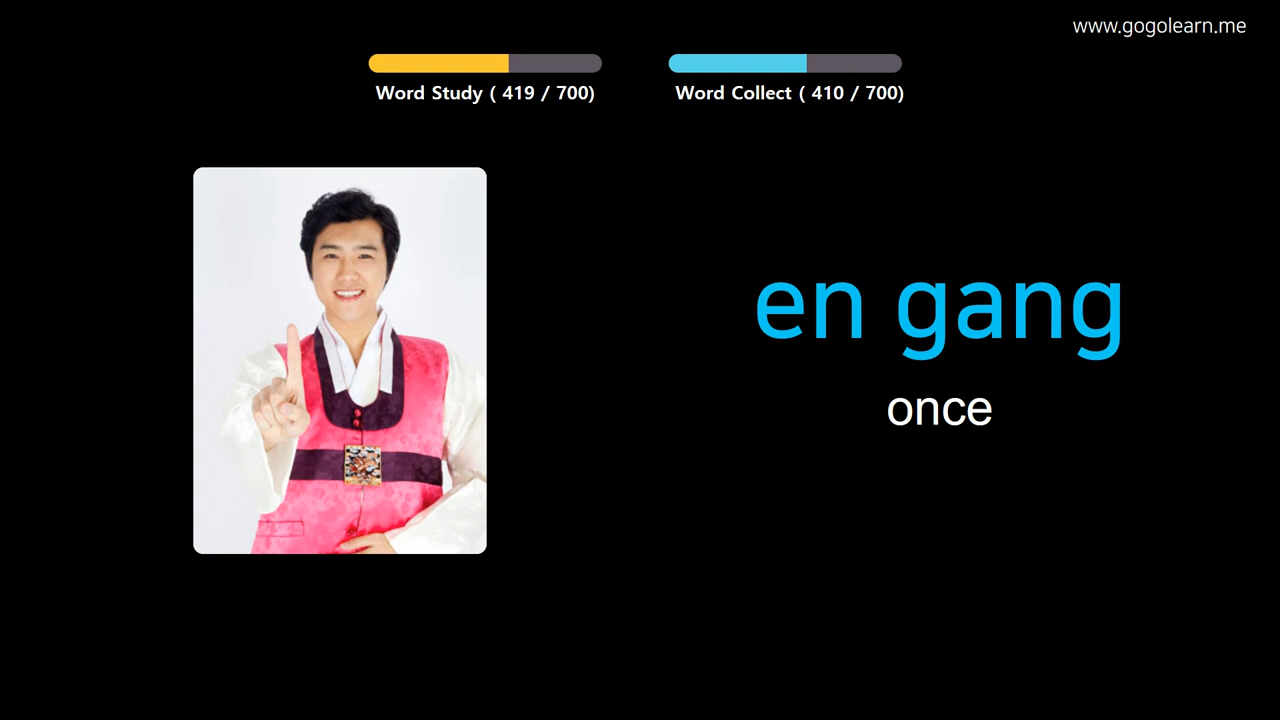 www.gogolearn.me
Word Study ( 419 / 700)
Word Collect ( 410 / 700)
en gang
once